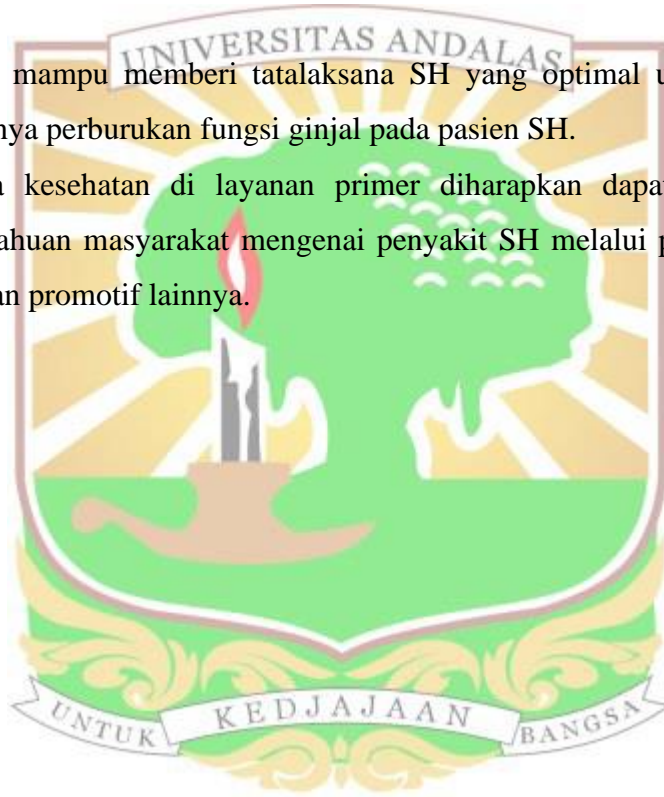 UNIVERSITAS ANDALAS
mampu memberi tatalaksana SH yang optimal u
nya perburukan fungsi ginjal pada pasien SH.
kesehatan di layanan primer diharapkan dapa
ahuan masyarakat mengenai penyakit SH melalui p
an promotif lainnya.
UNTUK KEDJAJAAN BANGSA